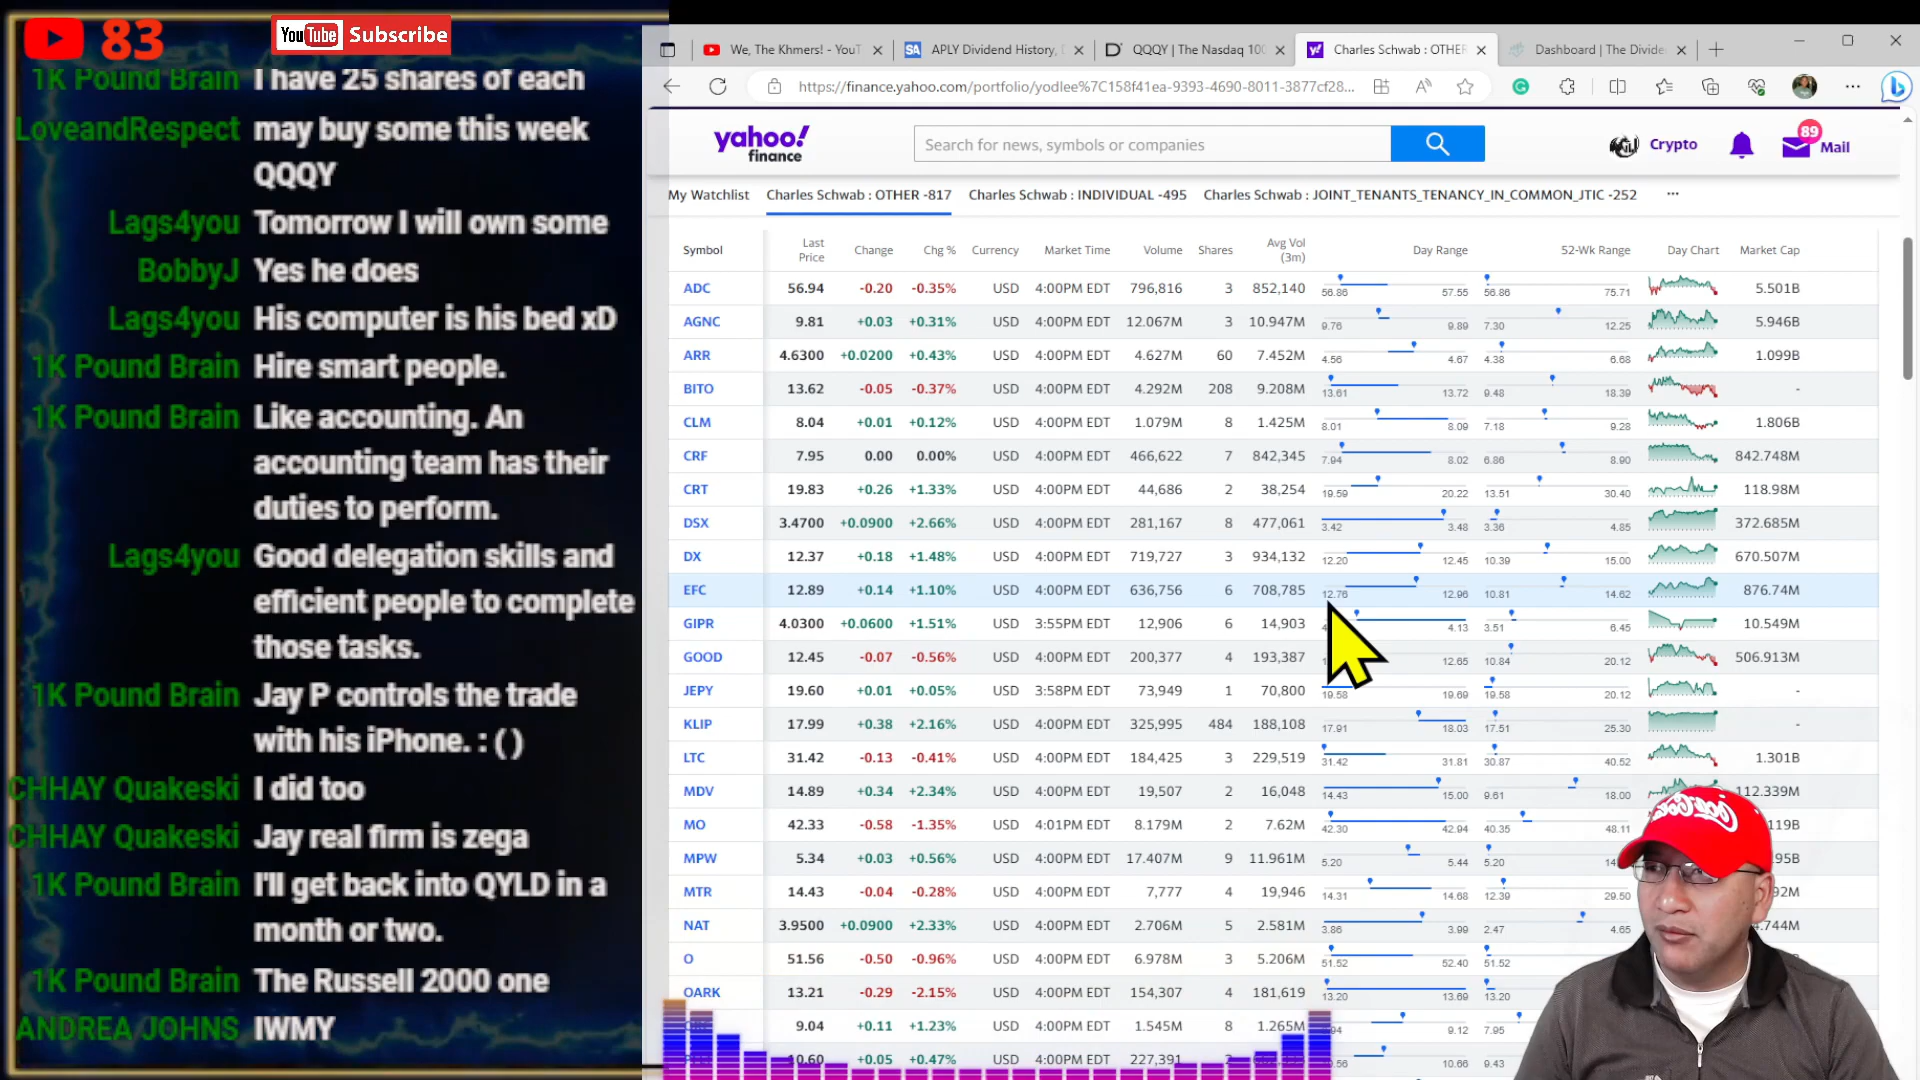 83
YouTube Subscribe
1K Pound Brain I have 25 shares of each
LoveandRespect may buy some this week
QQQY
Lags4you Tomorrow I will own some
BobbyJ Yes he does
Lags4you His computer is his bed xD
1K Pound Brain Hire smart people.
1K Pound Brain Like accounting. An
accounting team has their
duties to perform.
Lags4you Good delegation skills and
efficient people to complete
those tasks.
1K Pound Brain Jay P controls the trade
with his iPhone. : ( )
CHHAY Quakeski I did too
CHHAY Quakeski Jay real firm is zega
1K Pound Brain I'll get back into QYLD in a
month or two.
1K Pound Brain The Russell 2000 one
ANDREA JOHNS IWMY
We, The Khmers! - YouT
APLY Dividend History,
QQQY | The Nasdaq 100
Charles Schwab : OTHER
Dashboard | The Divide
https://finance.yahoo.com/portfolio/yodlee%7C158f41ea-9393-4690-8011-3877cf28...
yahoo!
finance
Search for news, symbols or companies
Crypto
89
Mail
My Watchlist Charles Schwab : OTHER -817 Charles Schwab : INDIVIDUAL -495 Charles Schwab : JOINT_TENANTS_TENANCY_IN_COMMON_JTIC -252 ...
Symbol Last Price Change Chg % Currency Market Time Volume Shares Avg Vol (3m) Day Range 52-Wk Range Day Chart Market Cap
ADC 56.94 -0.20 -0.35% USD 4:00PM EDT 796,816 3 852,140 56.86 57.55 56.86 75.71 5.501B
AGNC 9.81 +0.03 +0.31% USD 4:00PM EDT 12.067M 3 10.947M 9.76 9.89 7.30 12.25 5.946B
ARR 4.6300 +0.0200 +0.43% USD 4:00PM EDT 4.627M 60 7.452M 4.56 4.67 4.38 6.68 1.099B
BITO 13.62 -0.05 -0.37% USD 4:00PM EDT 4.292M 208 9.208M 13.61 13.72 9.48 18.39 -
CLM 8.04 +0.01 +0.12% USD 4:00PM EDT 1.079M 8 1.425M 8.01 8.09 7.18 9.28 1.806B
CRF 7.95 0.00 0.00% USD 4:00PM EDT 466,622 7 842,345 7.94 8.02 6.86 8.90 842.748M
CRT 19.83 +0.26 +1.33% USD 4:00PM EDT 44,686 2 38,254 19.59 20.22 13.51 30.40 118.98M
DSX 3.4700 +0.0900 +2.66% USD 4:00PM EDT 281,167 8 477,061 3.42 3.48 3.36 4.85 372.685M
DX 12.37 +0.18 +1.48% USD 4:00PM EDT 719,727 3 934,132 12.20 12.45 10.39 15.00 670.507M
EFC 12.89 +0.14 +1.10% USD 4:00PM EDT 636,756 6 708,785 12.76 12.96 10.81 14.62 876.74M
GIPR 4.0300 +0.0600 +1.51% USD 3:55PM EDT 12,906 6 14,903 4.13 3.51 6.45 10.549M
GOOD 12.45 -0.07 -0.56% USD 4:00PM EDT 200,377 4 193,387 12.65 10.84 20.12 506.913M
JEPY 19.60 +0.01 +0.05% USD 3:58PM EDT 73,949 1 70,800 19.58 19.69 19.58 20.12 -
KLIP 17.99 +0.38 +2.16% USD 4:00PM EDT 325,995 484 188,108 17.91 18.03 17.51 25.30 -
LTC 31.42 -0.13 -0.41% USD 4:00PM EDT 184,425 3 229,519 31.42 31.81 30.87 40.52 1.301B
MDV 14.89 +0.34 +2.34% USD 4:00PM EDT 19,507 2 16,048 14.43 15.00 9.61 18.00 112.339M
MO 42.33 -0.58 -1.35% USD 4:01PM EDT 8.179M 2 7.62M 42.30 42.94 40.35 48.11
MPW 5.34 +0.03 +0.56% USD 4:00PM EDT 17.407M 9 11.961M 5.20 5.44 5.20
MTR 14.43 -0.04 -0.28% USD 4:00PM EDT 7,777 4 19,946 14.31 14.68 12.39 29.50
NAT 3.9500 +0.0900 +2.33% USD 4:00PM EDT 2.706M 5 2.581M 3.86 3.99 2.47 4.65
O 51.56 -0.50 -0.96% USD 4:00PM EDT 6.978M 3 5.206M 51.52 52.40 51.52
OARK 13.21 -0.29 -2.15% USD 4:00PM EDT 154,307 4 181,619 13.20 13.69 13.20
9.04 +0.11 +1.23% USD 4:00PM EDT 1.545M 8 1.265M 9.12 7.95
10.60 +0.05 +0.47% USD 4:00PM EDT 227,391 10.66 9.43